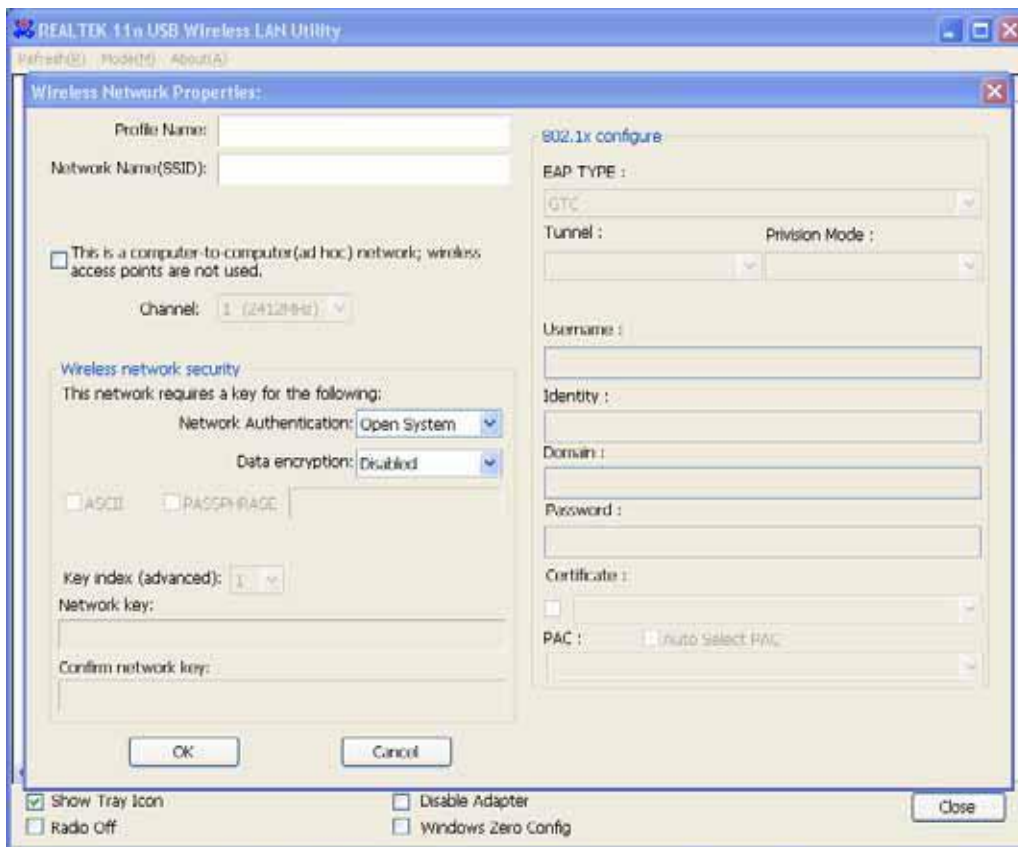 REALTEK 11n USB Wireless LAN Utility
Refresh(R) Mode(M) About(A)
Wireless Network Properties:
Profile Name:
Network Name(SSID):
This is a computer-to-computer(ad hoc) network; wireless
access points are not used.
Channel: 1 (2412MHz)
Wireless network security
This network requires a key for the following:
Network Authentication: Open System
Data encryption: Disabled
ASCII PASSPHRASE
Key index (advanced): 1
Network key:
Confirm network key:
OK Cancel
802.1x configure
EAP TYPE :
GTC
Tunnel : Privision Mode :
Username :
Identity :
Domain :
Password :
Certificate :
PAC : Auto Select PAC
Show Tray Icon
Radio Off
Disable Adapter
Windows Zero Config
Close